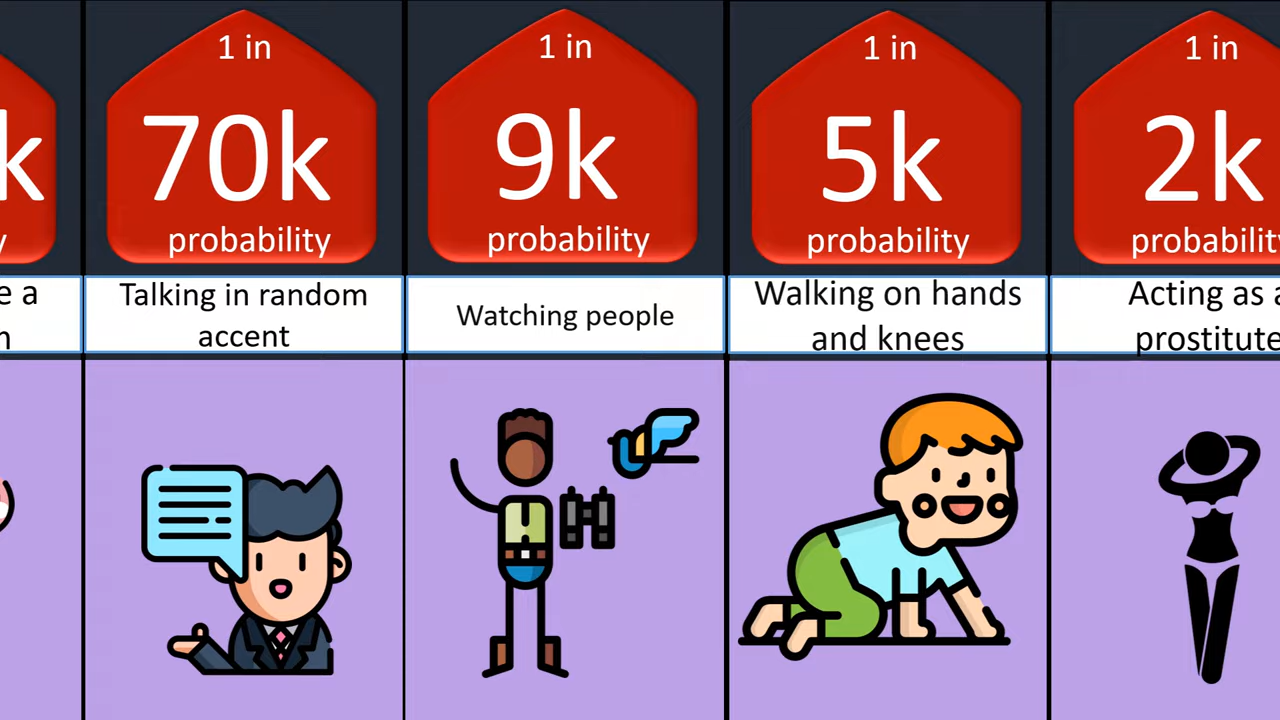 k
y
e a
n
1 in
70k
probability
Talking in random
accent
1 in
9k
probability
Watching people
1 in
5k
probability
Walking on hands
and knees
1 in
2k
probability
Acting as a
prostitute